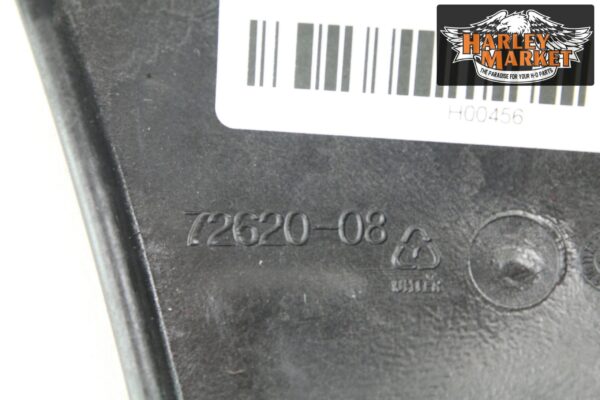 HARLEY
MARKET
"THE PARADISE FOR YOUR H-D PARTS"
H00456
72620-08